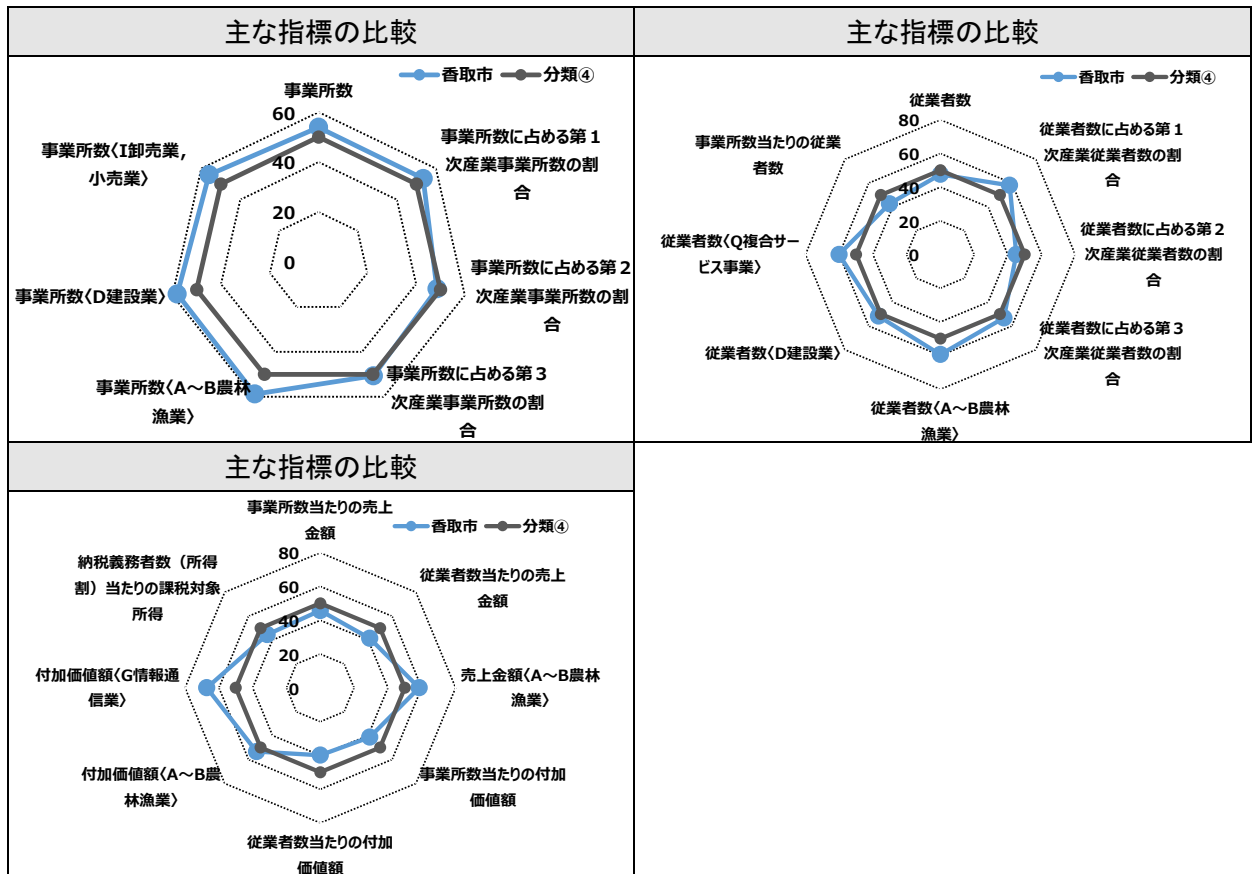 主な指標の比較
香取市 分類④
事業所数
60
40
20
0
事業所数に占める第１
次産業事業所数の割
合
事業所数に占める第２
次産業事業所数の割
合
事業所数に占める第３
次産業事業所数の割
合
事業所数〈A～B農林
漁業〉
事業所数〈D建設業〉
事業所数〈I卸売業，
小売業〉
主な指標の比較
香取市 分類④
従業者数
80
60
40
20
0
従業者数に占める第１
次産業従業者数の割
合
従業者数に占める第２
次産業従業者数の割
合
従業者数に占める第３
次産業従業者数の割
合
従業者数〈A～B農林
漁業〉
従業者数〈D建設業〉
従業者数〈Q複合サー
ビス事業〉
事業所数当たりの従業
者数
主な指標の比較
香取市 分類④
事業所数当たりの売上
金額
80
60
40
20
0
従業者数当たりの売上
金額
売上金額〈A～B農林
漁業〉
事業所数当たりの付加
価値額
従業者数当たりの付加
価値額
付加価値額〈A～B農
林漁業〉
付加価値額〈G情報通
信業〉
納税義務者数（所得
割）当たりの課税対象
所得